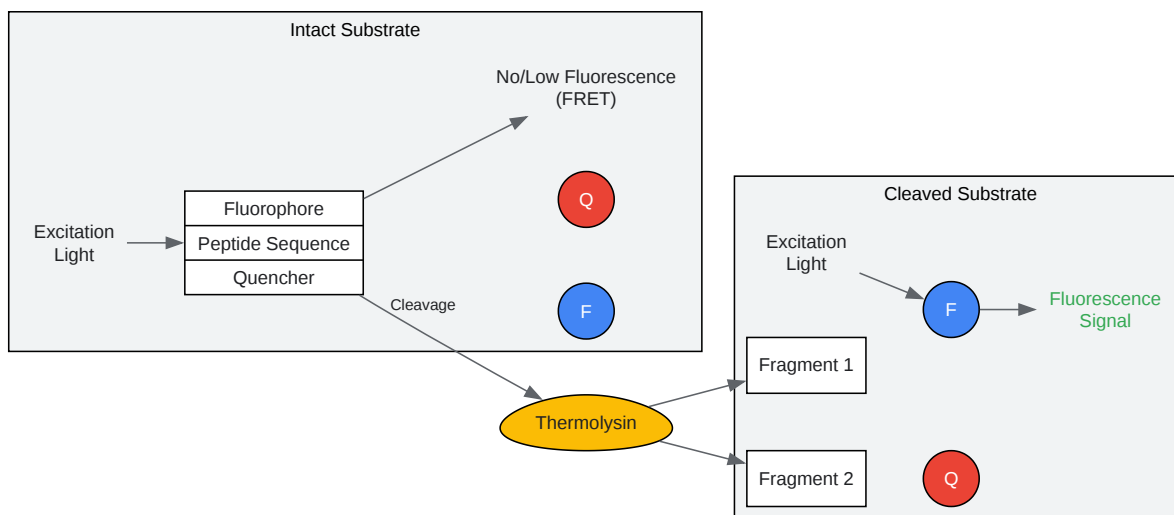 Intact Substrate
No/Low Fluorescence
(FRET)
Q
Fluorophore
Peptide Sequence
Quencher
Excitation
Light
Cleavage
F
Thermolysin
Cleaved Substrate
Excitation
Light
F
Fluorescence
Signal
Fragment 1
Fragment 2
Q